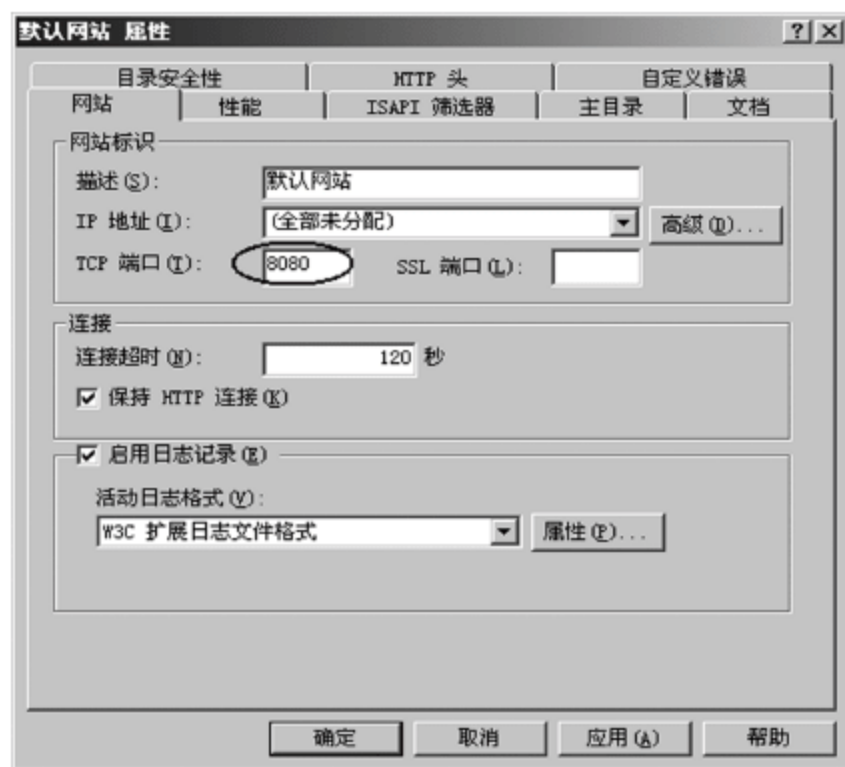 默认网站 属性
目录安全性 HTTP 头 自定义错误
网站 性能 ISAPI 筛选器 主目录 文档
网站标识
描述(S): 默认网站
IP 地址(I): (全部未分配) 高级(D)...
TCP 端口(T): 8080 SSL 端口(L):
连接
连接超时(N): 120 秒
保持 HTTP 连接(K)
启用日志记录(E)
活动日志格式(V):
W3C 扩展日志文件格式 属性(P)...
确定 取消 应用(A) 帮助